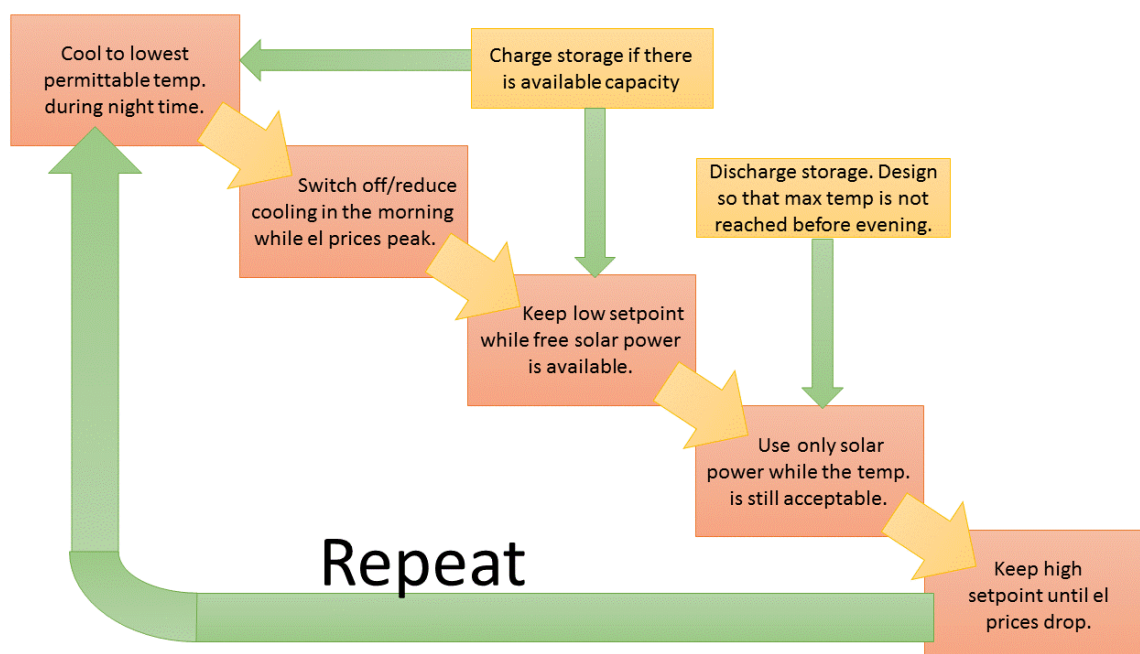 Cool to lowest
permittable temp.
during night time.
Charge storage if there
is available capacity
Switch off/reduce
cooling in the morning
while el prices peak.
Discharge storage. Design
so that max temp is not
reached before evening.
Keep low setpoint
while free solar power
is available.
Use only solar
power while the temp.
is still acceptable.
Keep high
setpoint until el
prices drop.
Repeat